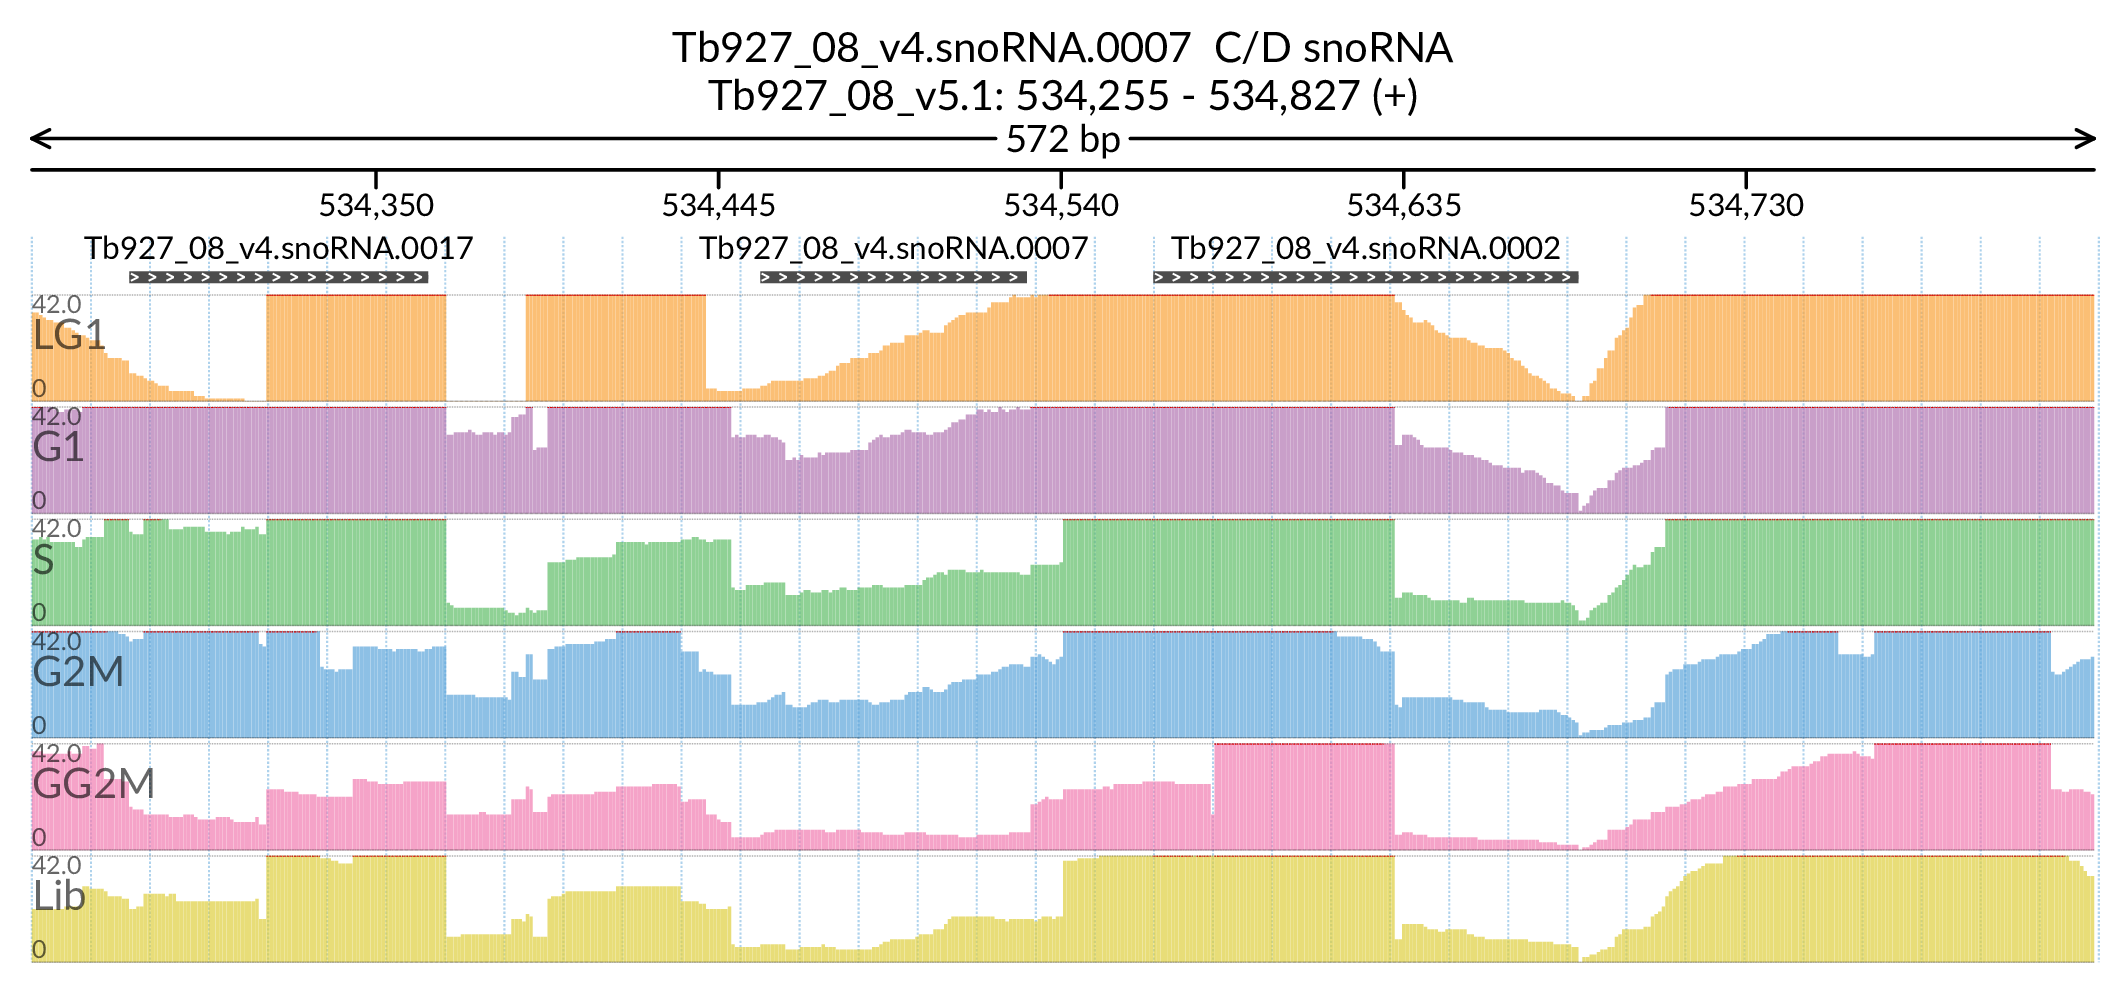 Tb927_08_v4.snoRNA.0007  C/D snoRNA
Tb927_08_v5.1: 534,255 - 534,827 (+)
572 bp
534,350 534,445 534,540 534,635 534,730
Tb927_08_v4.snoRNA.0017 Tb927_08_v4.snoRNA.0007 Tb927_08_v4.snoRNA.0002
42.0
LG1
0
42.0
G1
0
42.0
S
0
42.0
G2M
0
42.0
GG2M
0
42.0
Lib
0